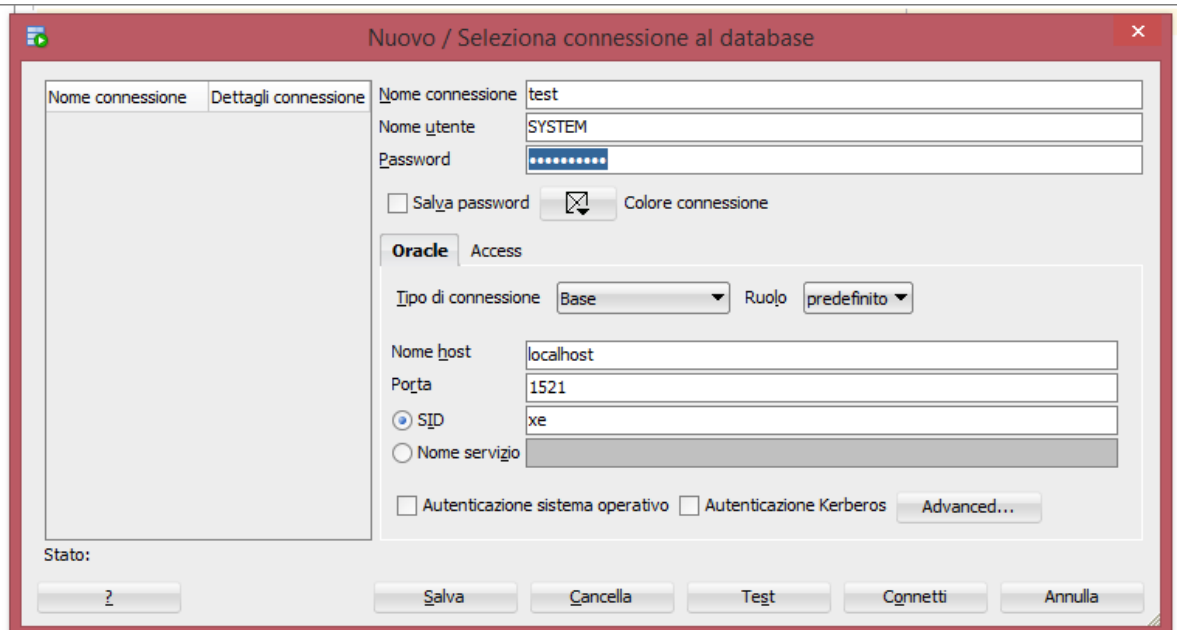 Nuovo / Seleziona connessione al database
Nome connessione Dettagli connessione
Nome connessione test
Nome utente SYSTEM
Password ••••••••••
Salva password Colore connessione
Oracle Access
Tipo di connessione Base Ruolo predefinito
Nome host localhost
Porta 1521
SID xe
Nome servizio
Autenticazione sistema operativo Autenticazione Kerberos Advanced...
Stato:
? Salva Cancella Test Connetti Annulla